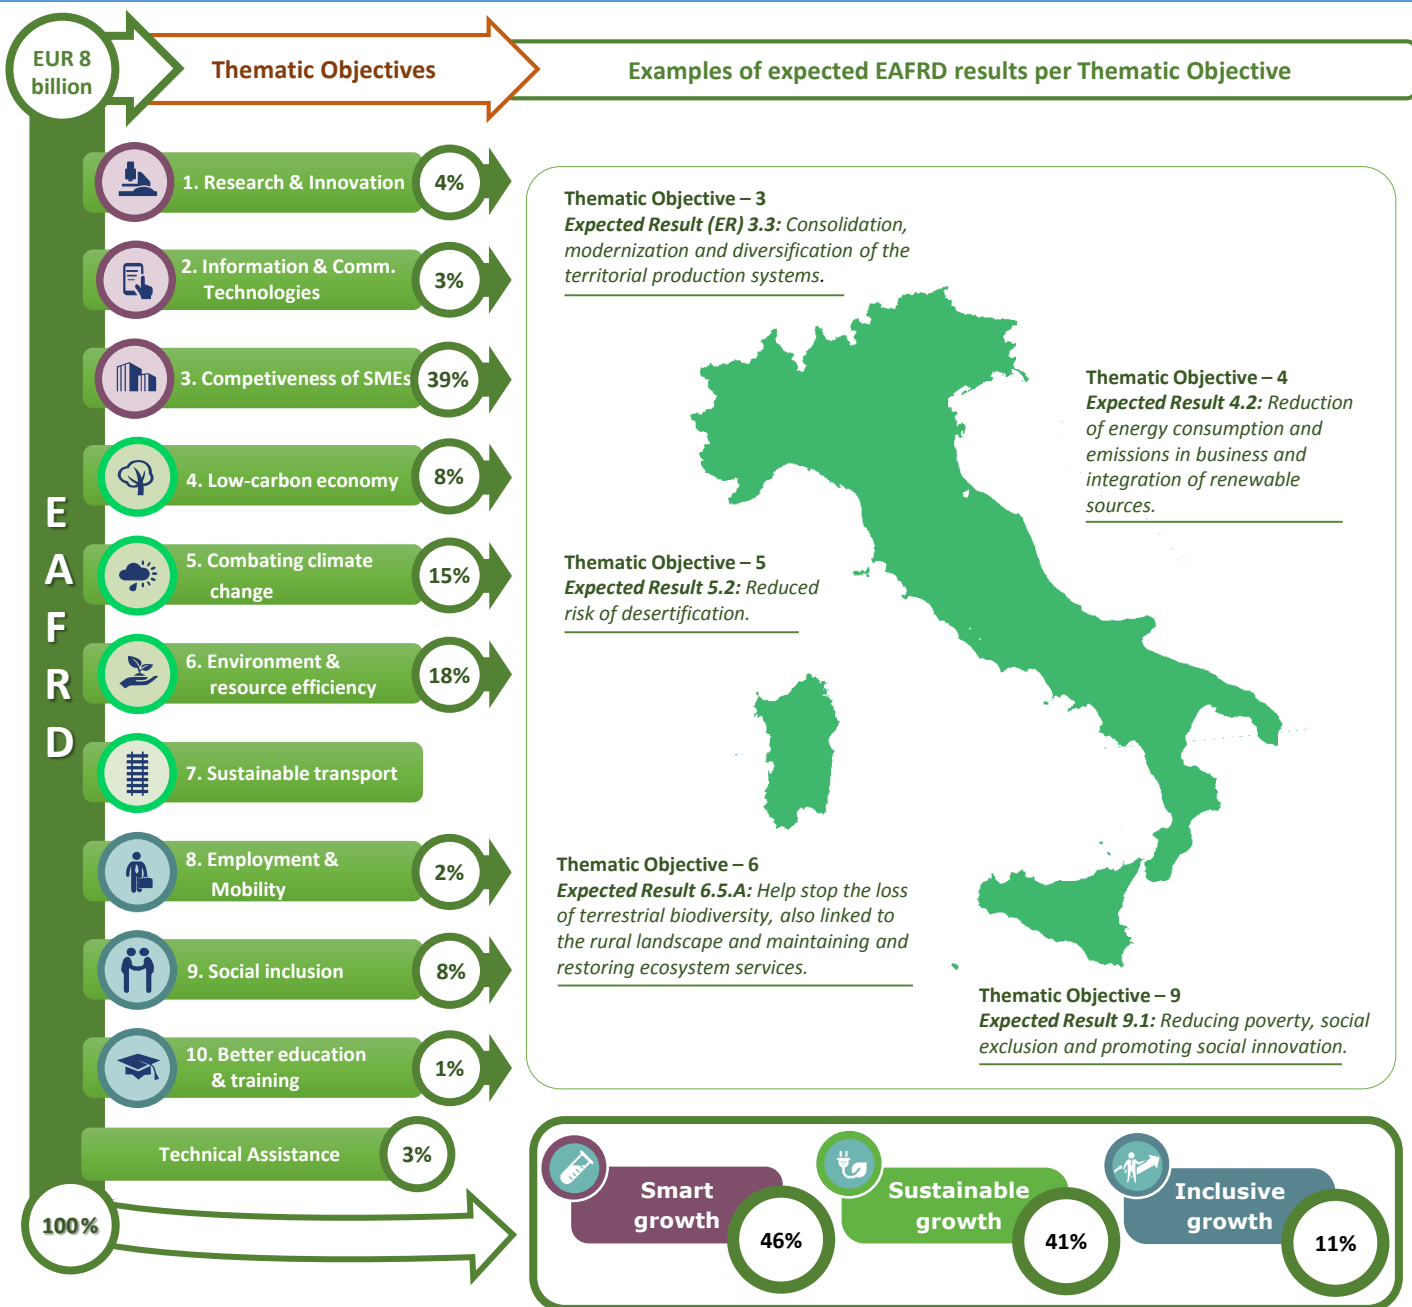 EUR 8
billion
Thematic Objectives
Examples of expected EAFRD results per Thematic Objective
E
A
F
R
D
1. Research & Innovation
4%
2. Information & Comm.
Technologies
3%
3. Competiveness of SMEs
39%
4. Low-carbon economy
8%
5. Combating climate
change
15%
6. Environment &
resource efficiency
18%
7. Sustainable transport
8. Employment &
Mobility
2%
9. Social inclusion
8%
10. Better education
& training
1%
Technical Assistance
3%
100%
Thematic Objective – 3
Expected Result (ER) 3.3: Consolidation,
modernization and diversification of the
territorial production systems.
Thematic Objective – 4
Expected Result 4.2: Reduction
of energy consumption and
emissions in business and
integration of renewable
sources.
Thematic Objective – 5
Expected Result 5.2: Reduced
risk of desertification.
Thematic Objective – 6
Expected Result 6.5.A: Help stop the loss
of terrestrial biodiversity, also linked to
the rural landscape and maintaining and
restoring ecosystem services.
Thematic Objective – 9
Expected Result 9.1: Reducing poverty, social
exclusion and promoting social innovation.
Smart
growth
46%
Sustainable
growth
41%
Inclusive
growth
11%